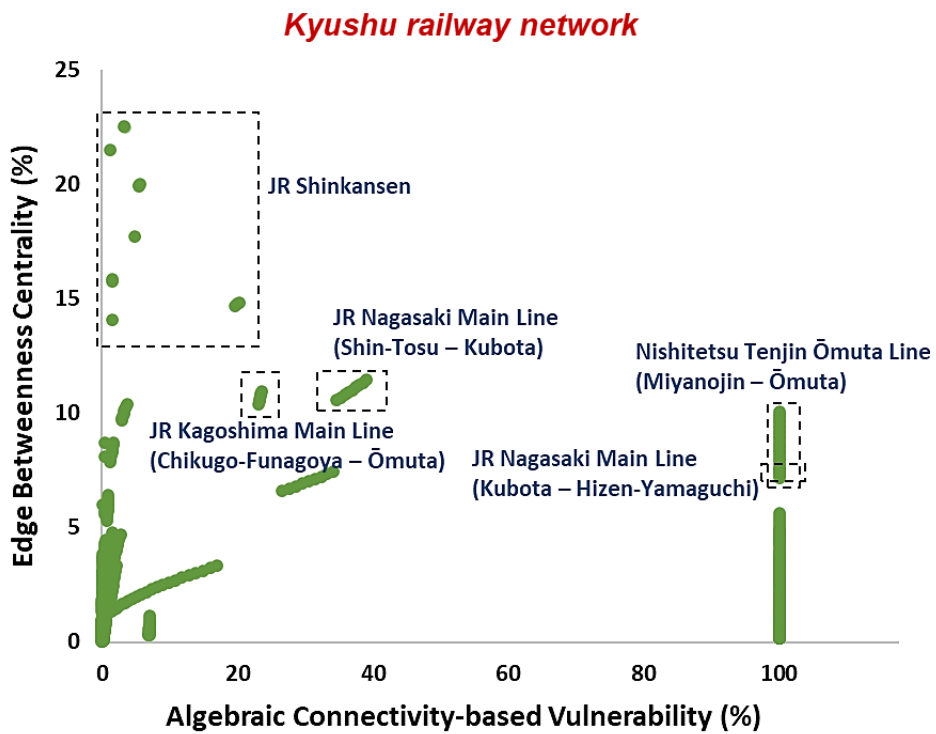 Kyushu railway network
Edge Betweenness Centrality (%)
25
20
15
10
5
0
JR Shinkansen
JR Nagasaki Main Line
(Shin-Tosu – Kubota)
Nishitetsu Tenjin Ōmuta Line
(Miyanojin – Ōmuta)
JR Kagoshima Main Line
(Chikugo-Funagoya – Ōmuta)
JR Nagasaki Main Line
(Kubota – Hizen-Yamaguchi)
0 20 40 60 80 100
Algebraic Connectivity-based Vulnerability (%)